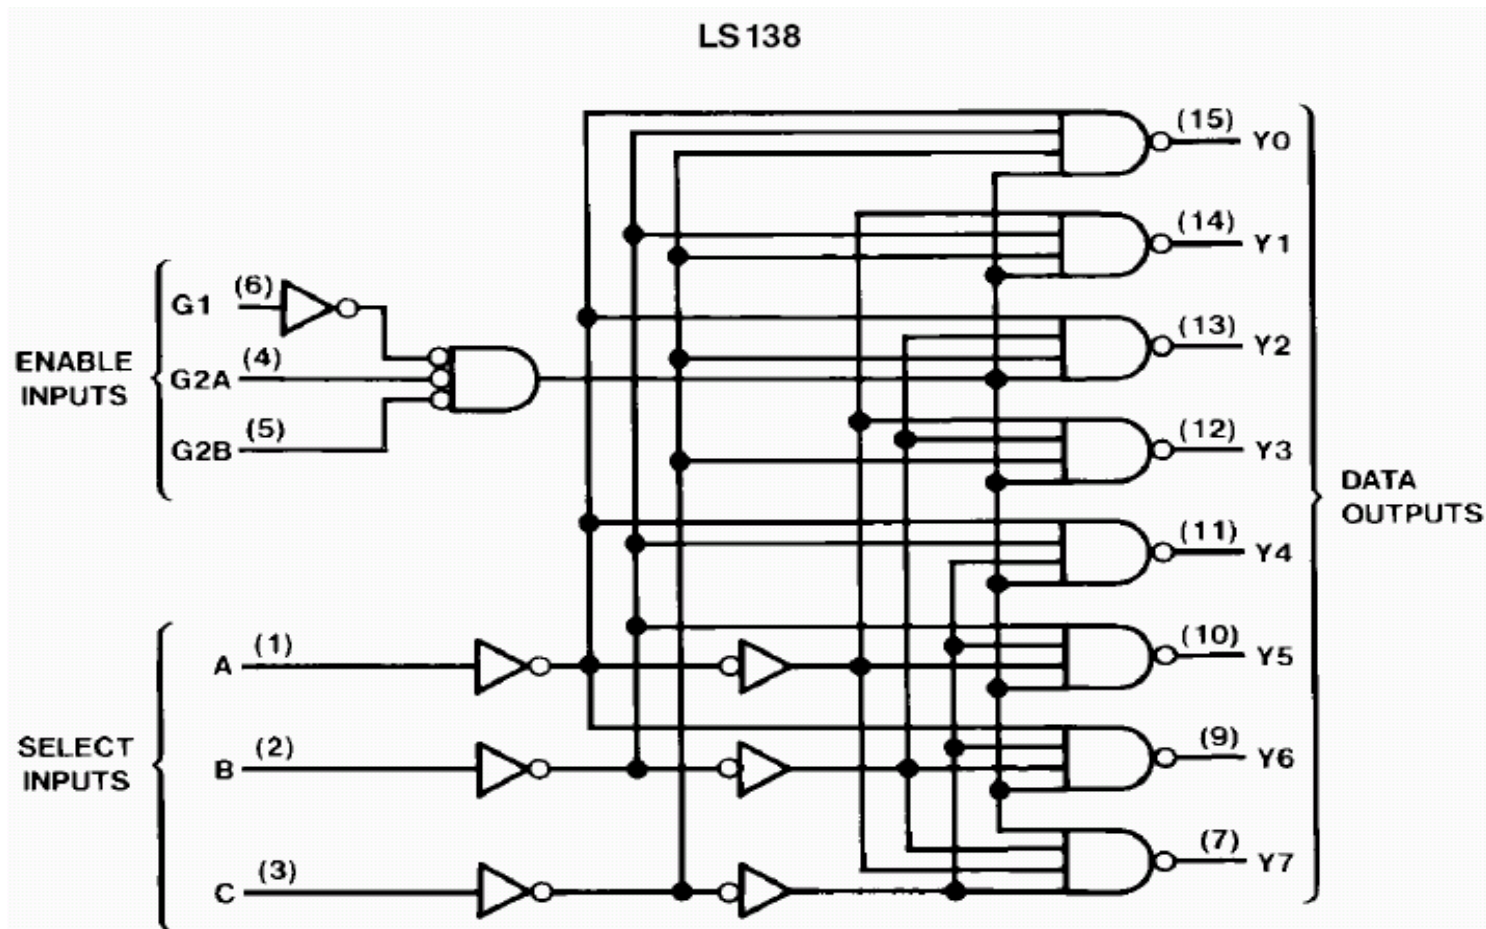 LS138
(15) Y0
(14) Y1
G1 (6)
(13) Y2
ENABLE
INPUTS
G2A (4)
G2B (5)
(12) Y3
DATA
OUTPUTS
(11) Y4
A (1)
(10) Y5
SELECT
INPUTS
B (2)
(9) Y6
C (3)
(7) Y7